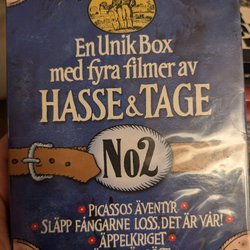 En Unik Box
med fyra filmer av
HASSE & TAGE
No2
• PICASSOS ÄVENTYR •
SLÄPP FÅNGARNE LOSS, DET ÄR VÅR!
• ÄPPELKRIGET •